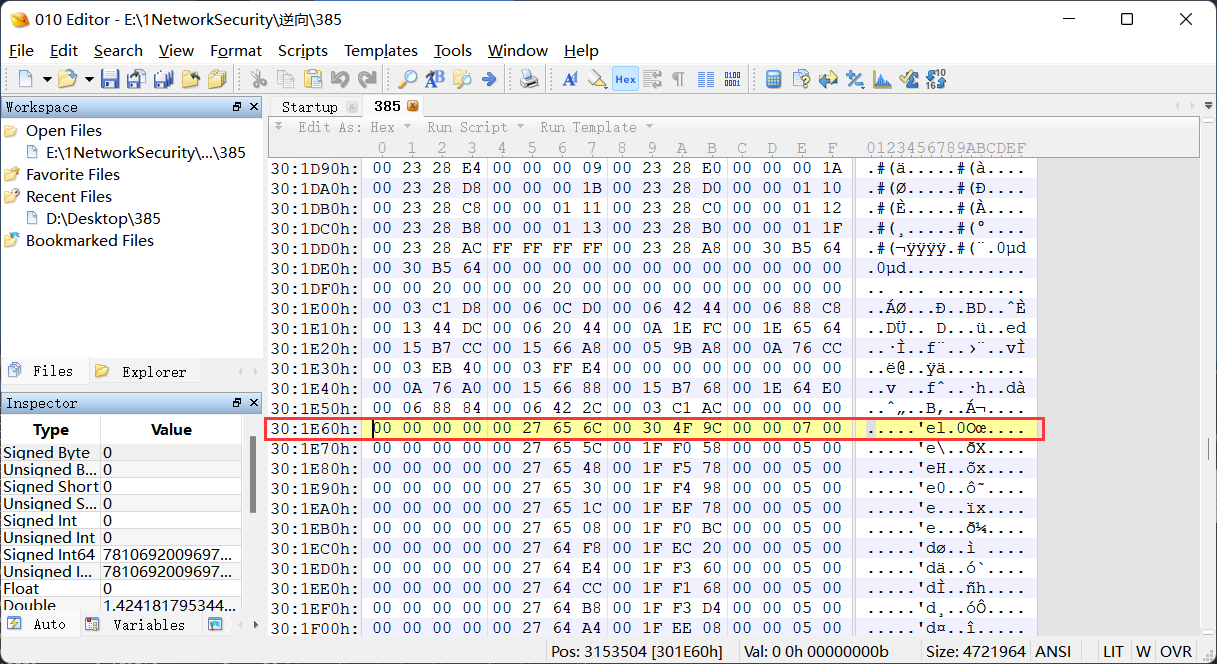 010 Editor - E:\1NetworkSecurity\逆向\385
File Edit Search View Format Scripts Templates Tools Window Help
Workspace
Open Files
E:\1NetworkSecurity\...\385
Favorite Files
Recent Files
D:\Desktop\385
Bookmarked Files
Files Explorer
Inspector
Type Value
Signed Byte 0
Unsigned B... 0
Signed Short 0
Unsigned S... 0
Signed Int 0
Unsigned Int 0
Signed Int64 7810692009697...
Unsigned I... 7810692009697...
Float 0
Double 1.424181795344...
Auto Variables
Startup 385
Edit As: Hex Run Script Run Template
0 1 2 3 4 5 6 7 8 9 A B C D E F 0123456789ABCDEF
30:1D90h: 00 23 28 E4 00 00 00 09 00 23 28 E0 00 00 00 1A .#(ä.....#(à....
30:1DA0h: 00 23 28 D8 00 00 00 1B 00 23 28 D0 00 00 01 10 .#(Ø.....#(Ð....
30:1DB0h: 00 23 28 C8 00 00 01 11 00 23 28 C0 00 00 01 12 .#(È.....#(À....
30:1DC0h: 00 23 28 B8 00 00 01 13 00 23 28 B0 00 00 01 1F .#(¸.....#(°....
30:1DD0h: 00 23 28 AC FF FF FF FF 00 23 28 A8 00 30 B5 64 .#(¬ÿÿÿÿ.#(¨.0µd
30:1DE0h: 00 30 B5 64 00 00 00 00 00 00 00 00 00 00 00 00 .0µd............
30:1DF0h: 00 00 20 00 00 00 20 00 00 00 00 00 00 00 00 00 .. ... .........
30:1E00h: 00 03 C1 D8 00 06 0C D0 00 06 42 44 00 06 88 C8 ..ÁØ...Ð..BD..ˆÈ
30:1E10h: 00 13 44 DC 00 06 20 44 00 0A 1E FC 00 1E 65 64 ..DÜ.. D...ü..ed
30:1E20h: 00 15 B7 CC 00 15 66 A8 00 05 9B A8 00 0A 76 CC ..·Ì..f¨..›¨..vÌ
30:1E30h: 00 03 EB 40 00 03 FF E4 00 00 00 00 00 00 00 00 ..ë@..ÿä........
30:1E40h: 00 0A 76 A0 00 15 66 88 00 15 B7 68 00 1E 64 E0 ..v ..fˆ..·h..dà
30:1E50h: 00 06 88 84 00 06 42 2C 00 03 C1 AC 00 00 00 00 ..ˆ„..B,..Á¬....
30:1E60h: 00 00 00 00 00 27 65 6C 00 30 4F 9C 00 00 07 00 .....'el.0Oœ....
30:1E70h: 00 00 00 00 00 27 65 5C 00 1F F0 58 00 00 05 00 .....'e\..ðX....
30:1E80h: 00 00 00 00 00 27 65 48 00 1F F5 78 00 00 05 00 .....'eH..õx....
30:1E90h: 00 00 00 00 00 27 65 30 00 1F F4 98 00 00 05 00 .....'e0..ô˜....
30:1EA0h: 00 00 00 00 00 27 65 1C 00 1F EF 78 00 00 05 00 .....'e...ïx....
30:1EB0h: 00 00 00 00 00 27 65 08 00 1F F0 BC 00 00 05 00 .....'e...ð¼....
30:1EC0h: 00 00 00 00 00 27 64 F8 00 1F EC 20 00 00 05 00 .....'dø..ì ....
30:1ED0h: 00 00 00 00 00 27 64 E4 00 1F F3 60 00 00 05 00 .....'dä..ó`....
30:1EE0h: 00 00 00 00 00 27 64 CC 00 1F F1 68 00 00 05 00 .....'dÌ..ñh....
30:1EF0h: 00 00 00 00 00 27 64 B8 00 1F F3 D4 00 00 05 00 .....'d¸..óÔ....
30:1F00h: 00 00 00 00 00 27 64 A4 00 1F EE 08 00 00 05 00 .....'d¤..î.....
Pos: 3153504 [301E60h] Val: 0 0h 00000000b Size: 4721964 ANSI LIT W OVR